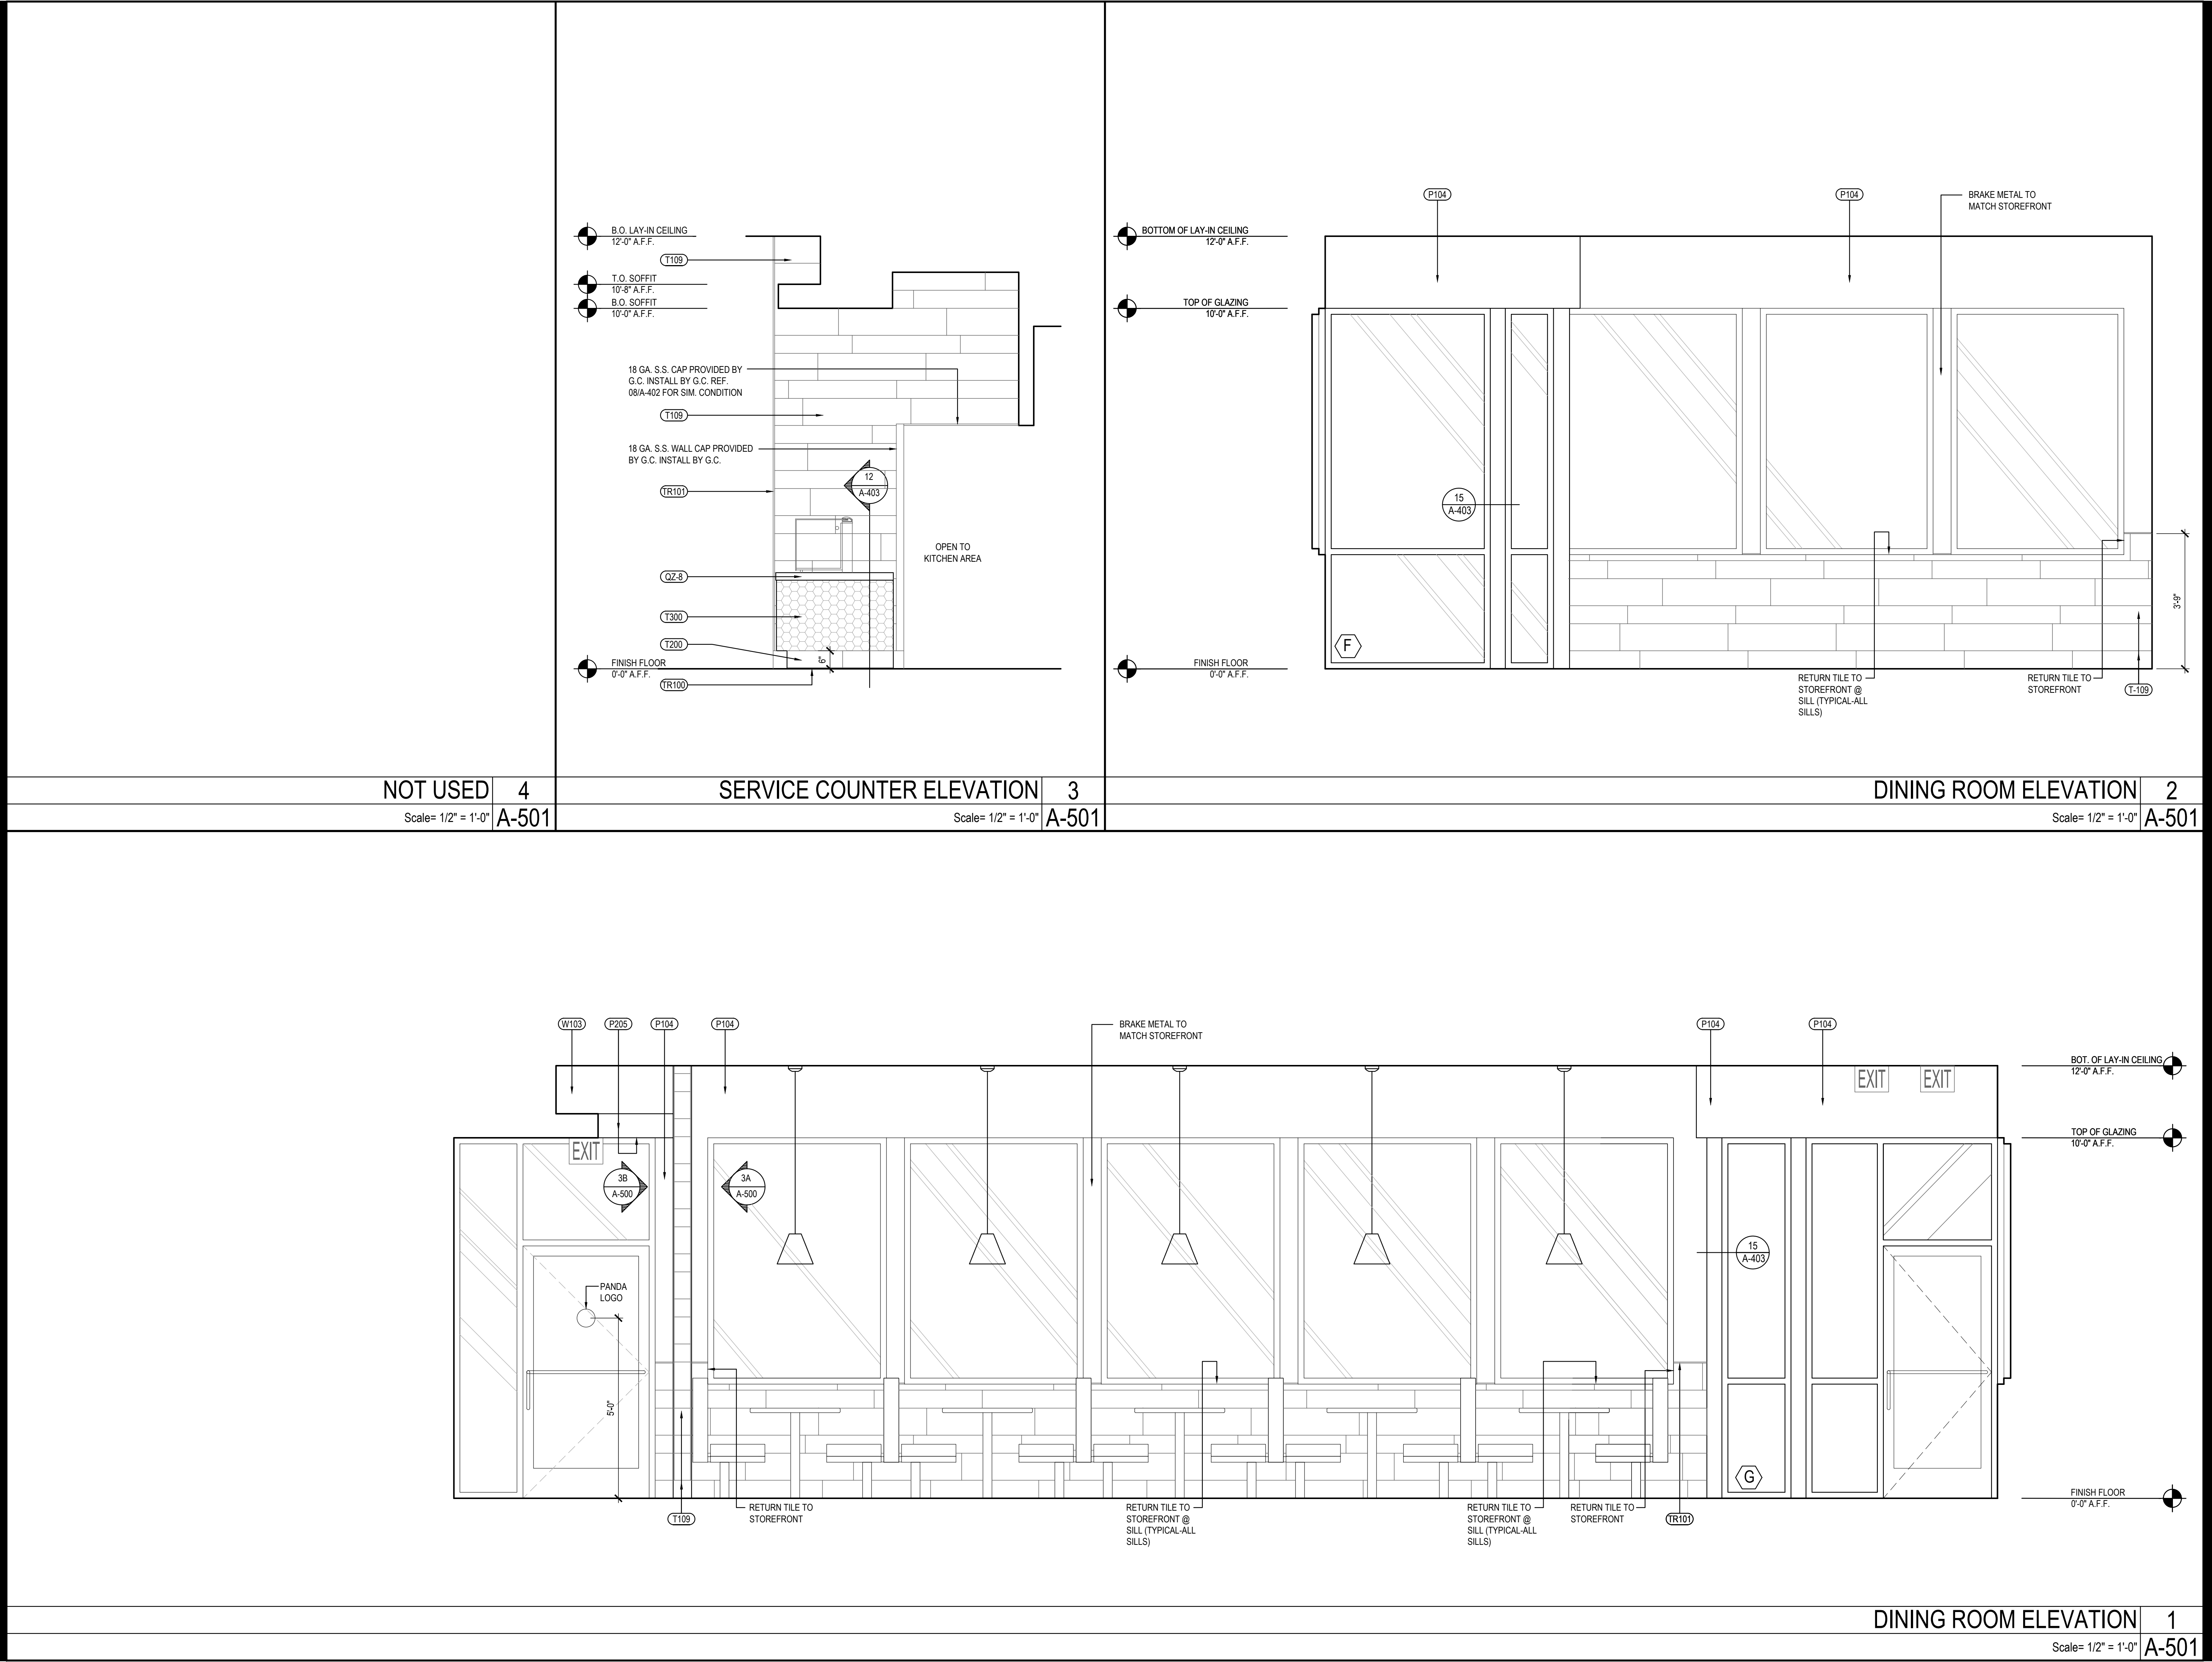 B.O. LAY-IN CEILING
12'-0" A.F.F.
T109
T.O. SOFFIT
10'-8" A.F.F.
B.O. SOFFIT
10'-0" A.F.F.
18 GA. S.S. CAP PROVIDED BY
G.C. INSTALL BY G.C. REF.
08/A-402 FOR SIM. CONDITION
T109
18 GA. S.S. WALL CAP PROVIDED
BY G.C. INSTALL BY G.C.
TR101
12
A-403
OPEN TO
KITCHEN AREA
QZ-8
T300
T200
6"
FINISH FLOOR
0'-0" A.F.F.
TR100
P104
P104
BRAKE METAL TO
MATCH STOREFRONT
BOTTOM OF LAY-IN CEILING
12'-0" A.F.F.
TOP OF GLAZING
10'-0" A.F.F.
15
A-403
3'-9"
F
FINISH FLOOR
0'-0" A.F.F.
RETURN TILE TO
STOREFRONT @
SILL (TYPICAL-ALL
SILLS)
RETURN TILE TO
STOREFRONT
T-109
NOT USED
4
Scale= 1/2" = 1'-0"
A-501
SERVICE COUNTER ELEVATION
3
Scale= 1/2" = 1'-0"
A-501
DINING ROOM ELEVATION
2
Scale= 1/2" = 1'-0"
A-501
W103
P205
P104
P104
BRAKE METAL TO
MATCH STOREFRONT
P104
P104
BOT. OF LAY-IN CEILING
12'-0" A.F.F.
EXIT
EXIT
TOP OF GLAZING
10'-0" A.F.F.
EXIT
3B
A-500
3A
A-500
15
A-403
PANDA
LOGO
5'-0"
G
FINISH FLOOR
0'-0" A.F.F.
T109
RETURN TILE TO
STOREFRONT
RETURN TILE TO
STOREFRONT @
SILL (TYPICAL-ALL
SILLS)
RETURN TILE TO
STOREFRONT @
SILL (TYPICAL-ALL
SILLS)
RETURN TILE TO
STOREFRONT
TR101
DINING ROOM ELEVATION
1
Scale= 1/2" = 1'-0"
A-501